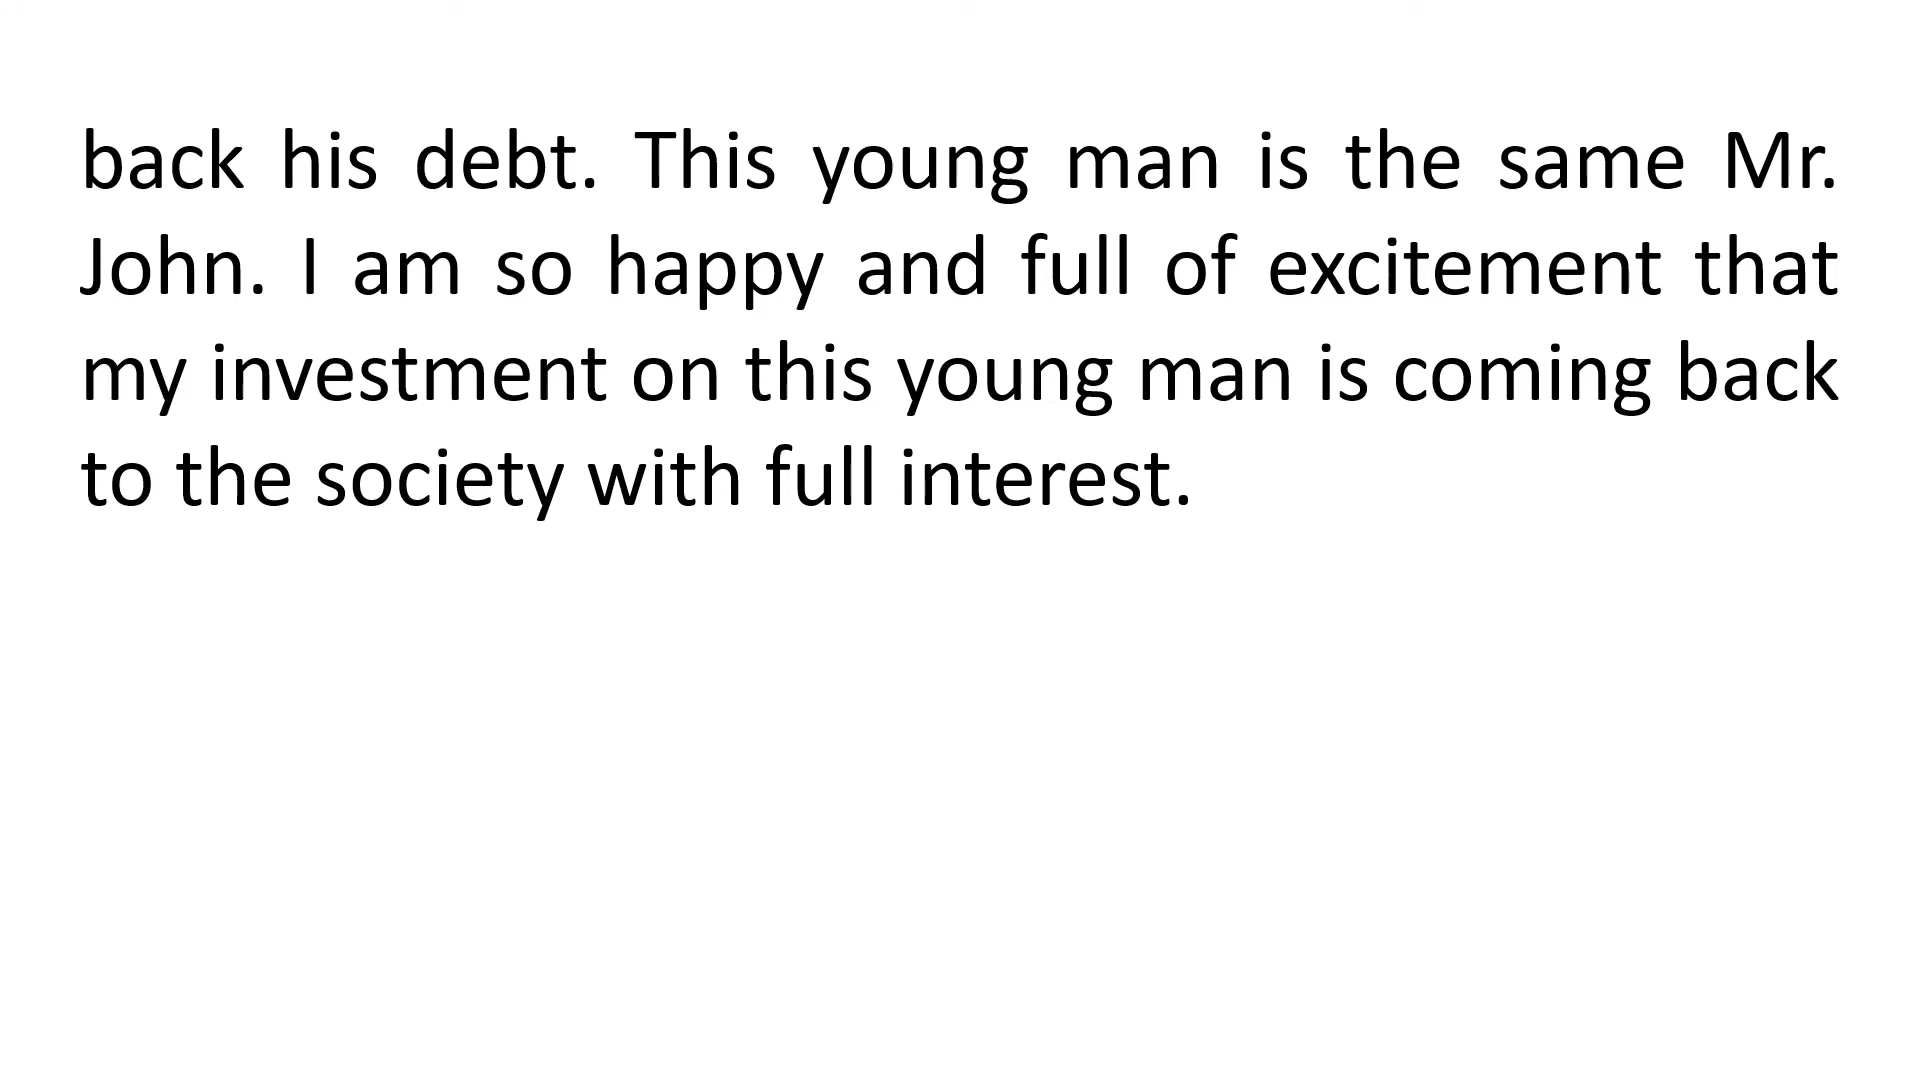 back his debt. This young man is the same Mr.
John. I am so happy and full of excitement that
my investment on this young man is coming back
to the society with full interest.